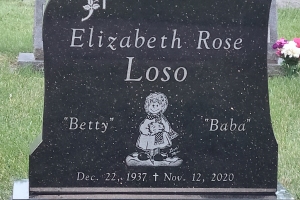 Elizabeth Rose
Loso
"Betty" "Baba"
Dec. 22, 1937 ✝ Nov. 12, 2020